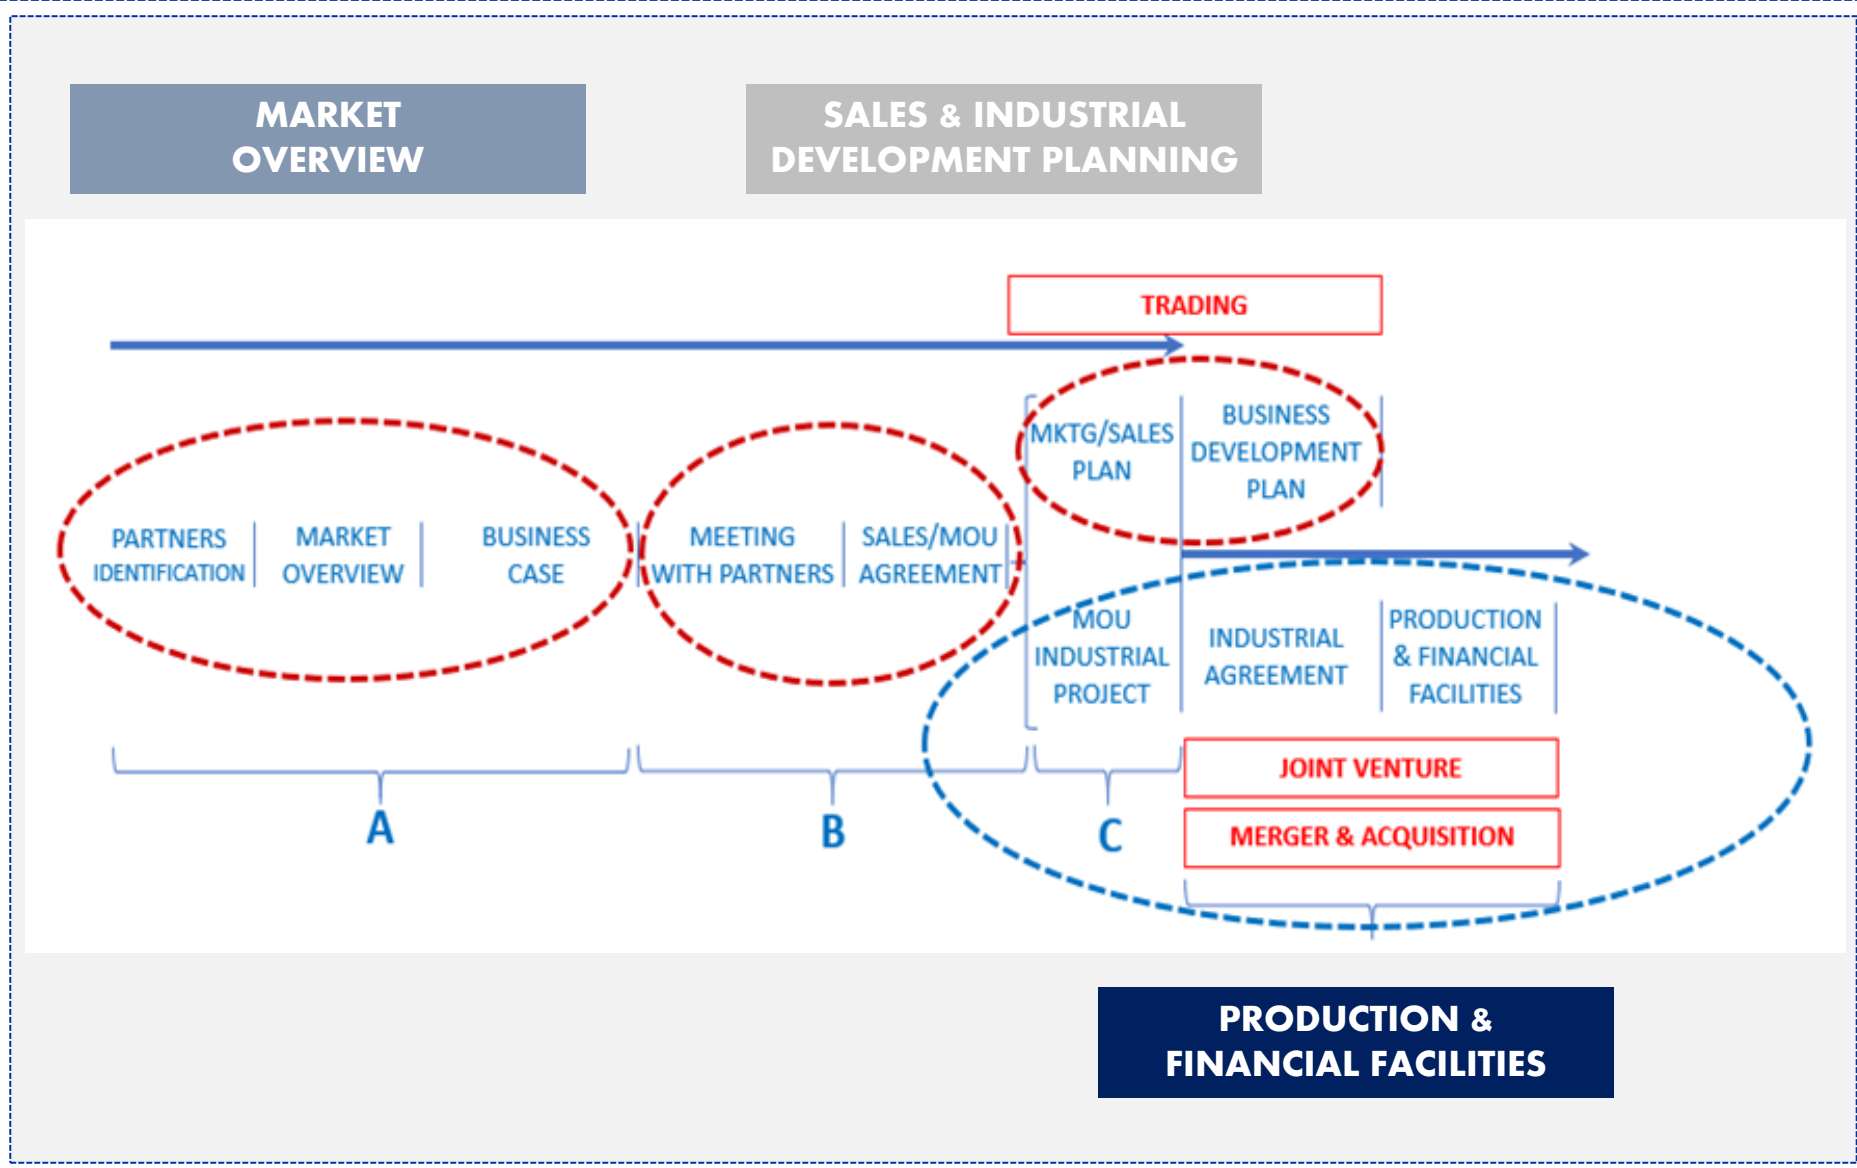 MARKET
OVERVIEW
SALES & INDUSTRIAL
DEVELOPMENT PLANNING
TRADING
MKTG/SALES
PLAN
BUSINESS
DEVELOPMENT
PLAN
PARTNERS
IDENTIFICATION
MARKET
OVERVIEW
BUSINESS
CASE
MEETING
WITH PARTNERS
SALES/MOU
AGREEMENT
MOU
INDUSTRIAL
PROJECT
INDUSTRIAL
AGREEMENT
PRODUCTION
& FINANCIAL
FACILITIES
JOINT VENTURE
MERGER & ACQUISITION
A
B
C
PRODUCTION &
FINANCIAL FACILITIES